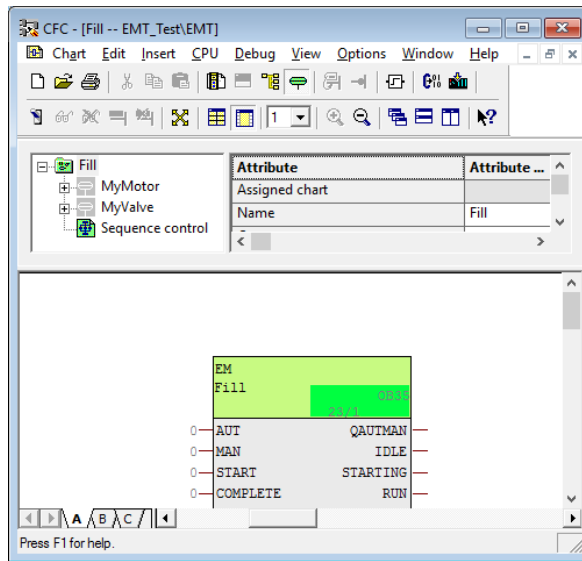 CFC - [Fill -- EMT_Test\EMT]
Chart Edit Insert CPU Debug View Options Window Help
1
Fill
MyMotor
MyValve
Sequence control
Attribute Attribute ...
Assigned chart
Name Fill
EM
Fill
OB35
23/1
0 AUT QAUTMAN
0 MAN IDLE
0 START STARTING
0 COMPLETE RUN
A B C
Press F1 for help.